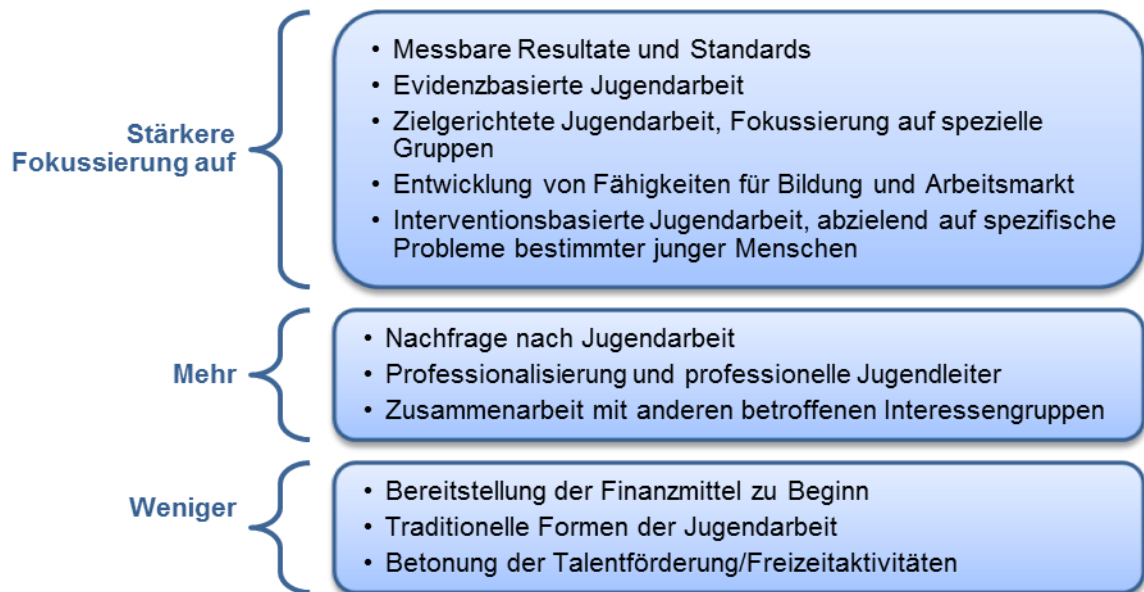 Stärkere
Fokussierung auf
• Messbare Resultate und Standards
• Evidenzbasierte Jugendarbeit
• Zielgerichtete Jugendarbeit, Fokussierung auf spezielle
Gruppen
• Entwicklung von Fähigkeiten für Bildung und Arbeitsmarkt
• Interventionsbasierte Jugendarbeit, abzielend auf spezifische
Probleme bestimmter junger Menschen
Mehr
• Nachfrage nach Jugendarbeit
• Professionalisierung und professionelle Jugendleiter
• Zusammenarbeit mit anderen betroffenen Interessengruppen
Weniger
• Bereitstellung der Finanzmittel zu Beginn
• Traditionelle Formen der Jugendarbeit
• Betonung der Talentförderung/Freizeitaktivitäten